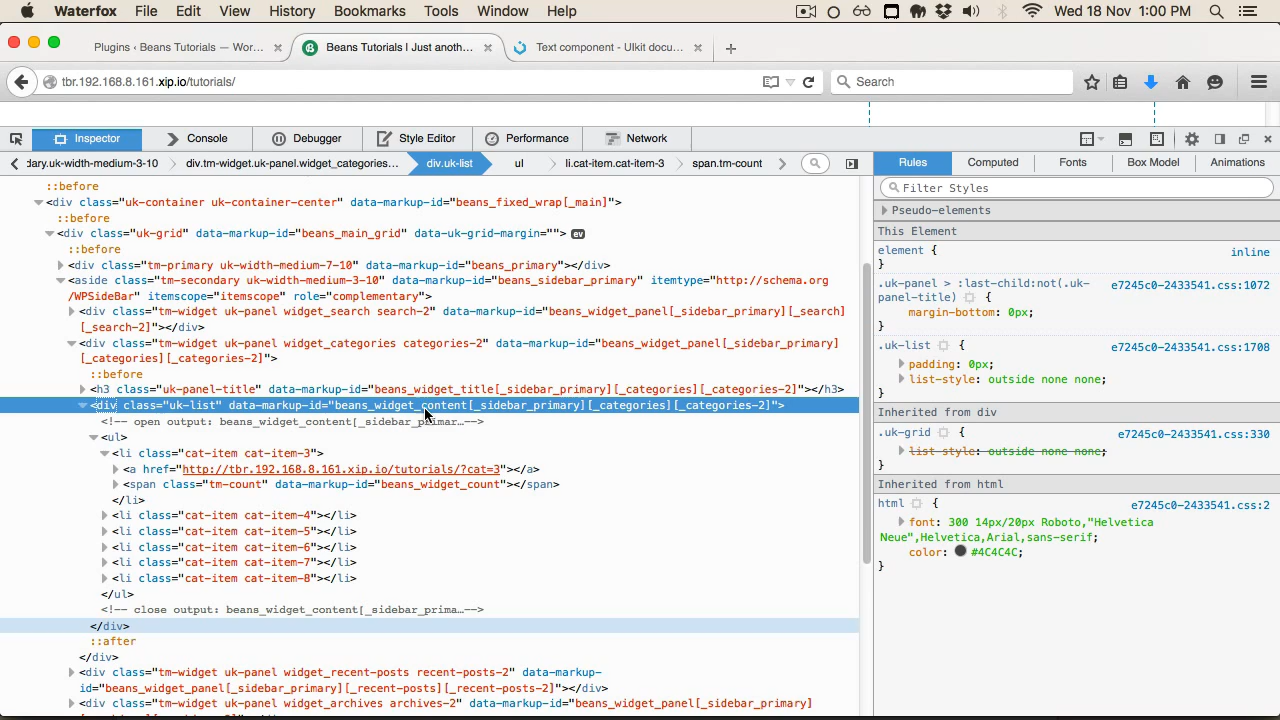 Waterfox File Edit View History Bookmarks Tools Window Help Wed 18 Nov 1:00 PM
Plugins ‹ Beans Tutorials — Wor... × Beans Tutorials | Just anoth... × Text component - UIkit docu... × +
tbr.192.168.8.161.xip.io/tutorials/ Search
Inspector Console Debugger Style Editor Performance Network
dary.uk-width-medium-3-10 div.tm-widget.uk-panel.widget_categories... div.uk-list ul li.cat-item.cat-item-3 span.tm-count
Rules Computed Fonts Box Model Animations
Filter Styles
::before
<div class="uk-container uk-container-center" data-markup-id="beans_fixed_wrap[_main]">
::before
<div class="uk-grid" data-markup-id="beans_main_grid" data-uk-grid-margin=""> ev
::before
<div class="tm-primary uk-width-medium-7-10" data-markup-id="beans_primary"></div>
<aside class="tm-secondary uk-width-medium-3-10" data-markup-id="beans_sidebar_primary" itemtype="http://schema.org
/WPSideBar" itemscope="itemscope" role="complementary">
<div class="tm-widget uk-panel widget_search search-2" data-markup-id="beans_widget_panel[_sidebar_primary][_search]
[_search-2]"></div>
<div class="tm-widget uk-panel widget_categories categories-2" data-markup-id="beans_widget_panel[_sidebar_primary]
[_categories][_categories-2]">
::before
<h3 class="uk-panel-title" data-markup-id="beans_widget_title[_sidebar_primary][_categories][_categories-2]"></h3>
<div class="uk-list" data-markup-id="beans_widget_content[_sidebar_primary][_categories][_categories-2]">
<!-- open output: beans_widget_content[_sidebar_primar…-->
<ul>
<li class="cat-item cat-item-3">
<a href="http://tbr.192.168.8.161.xip.io/tutorials/?cat=3"></a>
<span class="tm-count" data-markup-id="beans_widget_count"></span>
</li>
<li class="cat-item cat-item-4"></li>
<li class="cat-item cat-item-5"></li>
<li class="cat-item cat-item-6"></li>
<li class="cat-item cat-item-7"></li>
<li class="cat-item cat-item-8"></li>
</ul>
<!-- close output: beans_widget_content[_sidebar_prima…-->
</div>
::after
</div>
<div class="tm-widget uk-panel widget_recent-posts recent-posts-2" data-markup-
id="beans_widget_panel[_sidebar_primary][_recent-posts][_recent-posts-2]"></div>
<div class="tm-widget uk-panel widget_archives archives-2" data-markup-id="beans_widget_panel[_sidebar_primary]
Pseudo-elements
This Element
element { inline
}
.uk-panel > :last-child:not(.uk- e7245c0-2433541.css:1072
panel-title) {
margin-bottom: 0px;
}
.uk-list { e7245c0-2433541.css:1708
padding: 0px;
list-style: outside none none;
}
Inherited from div
.uk-grid { e7245c0-2433541.css:330
list-style: outside none none;
}
Inherited from html
html { e7245c0-2433541.css:2
font: 300 14px/20px Roboto,"Helvetica
Neue",Helvetica,Arial,sans-serif;
color: #4C4C4C;
}